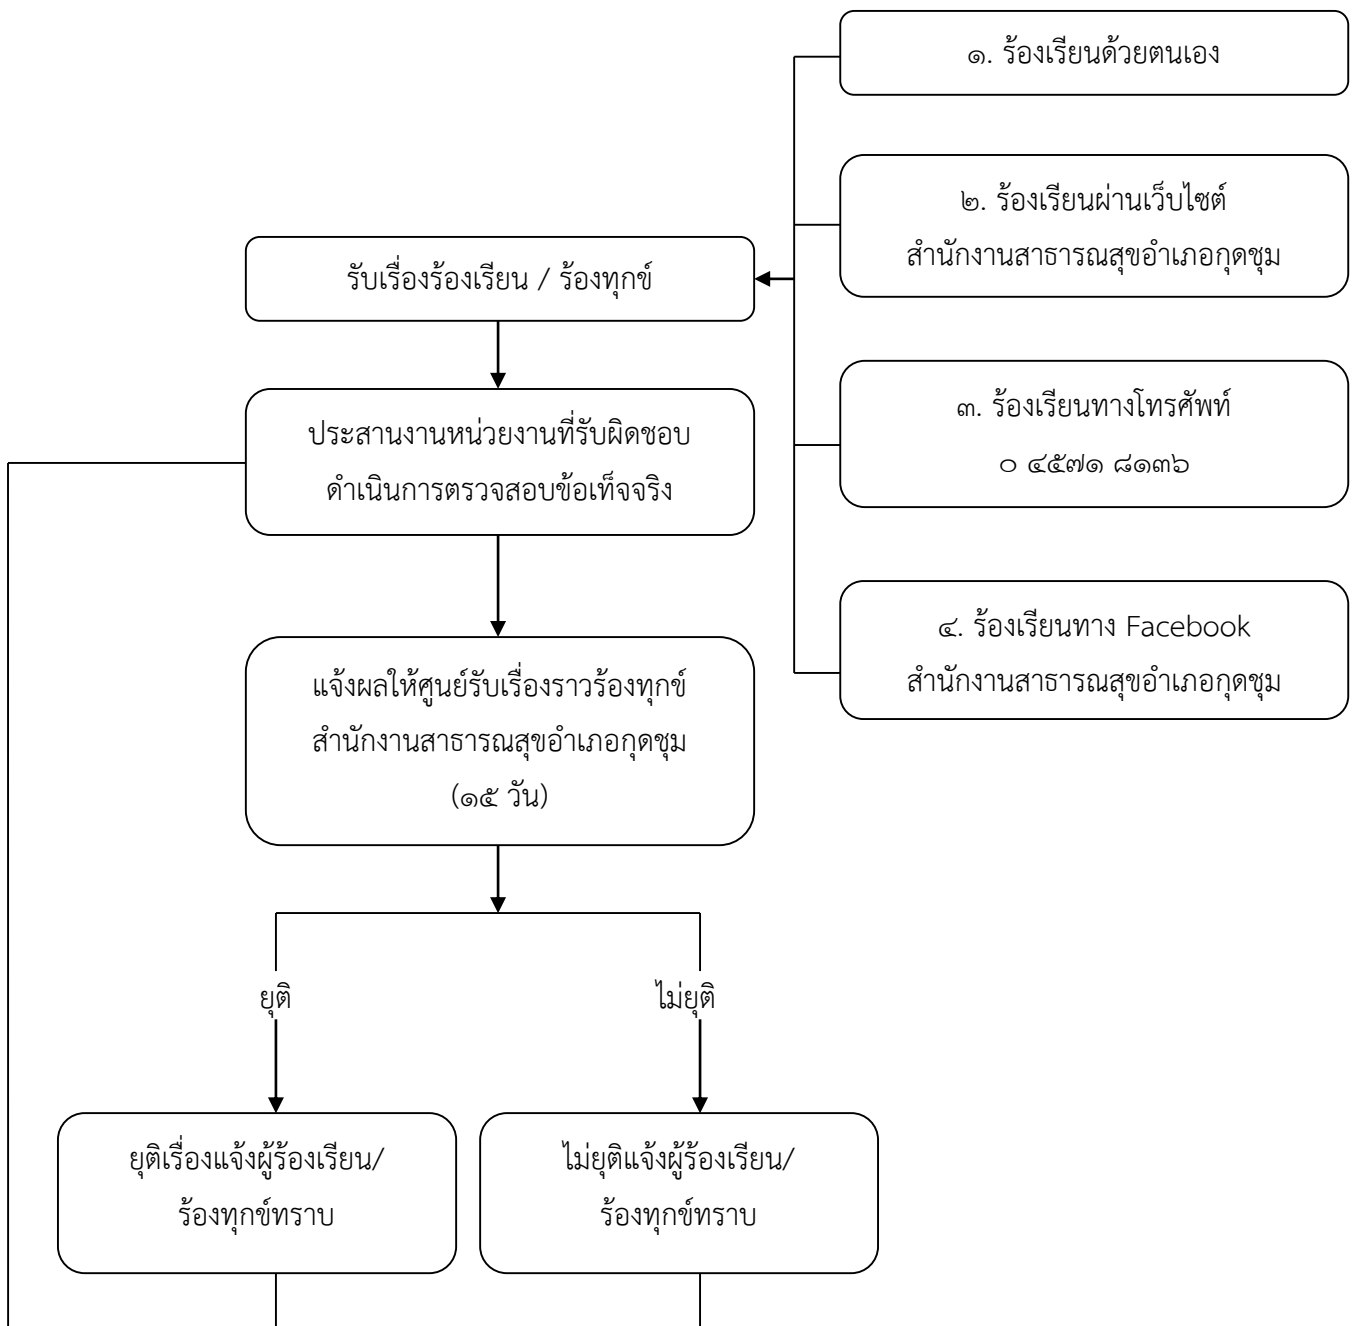 ๑. ร้องเรียนด้วยตนเอง
๒. ร้องเรียนผ่านเว็บไซต์
สำนักงานสาธารณสุขอำเภอกุดชุม
รับเรื่องร้องเรียน / ร้องทุกข์
๓. ร้องเรียนทางโทรศัพท์
๐ ๔๕๗๑ ๘๑๓๖
ประสานงานหน่วยงานที่รับผิดชอบ
ดำเนินการตรวจสอบข้อเท็จจริง
๔. ร้องเรียนทาง Facebook
สำนักงานสาธารณสุขอำเภอกุดชุม
แจ้งผลให้ศูนย์รับเรื่องราวร้องทุกข์
สำนักงานสาธารณสุขอำเภอกุดชุม
(๑๕ วัน)
ยุติ
ไม่ยุติ
ยุติเรื่องแจ้งผู้ร้องเรียน/
ร้องทุกข์ทราบ
ไม่ยุติแจ้งผู้ร้องเรียน/
ร้องทุกข์ทราบ